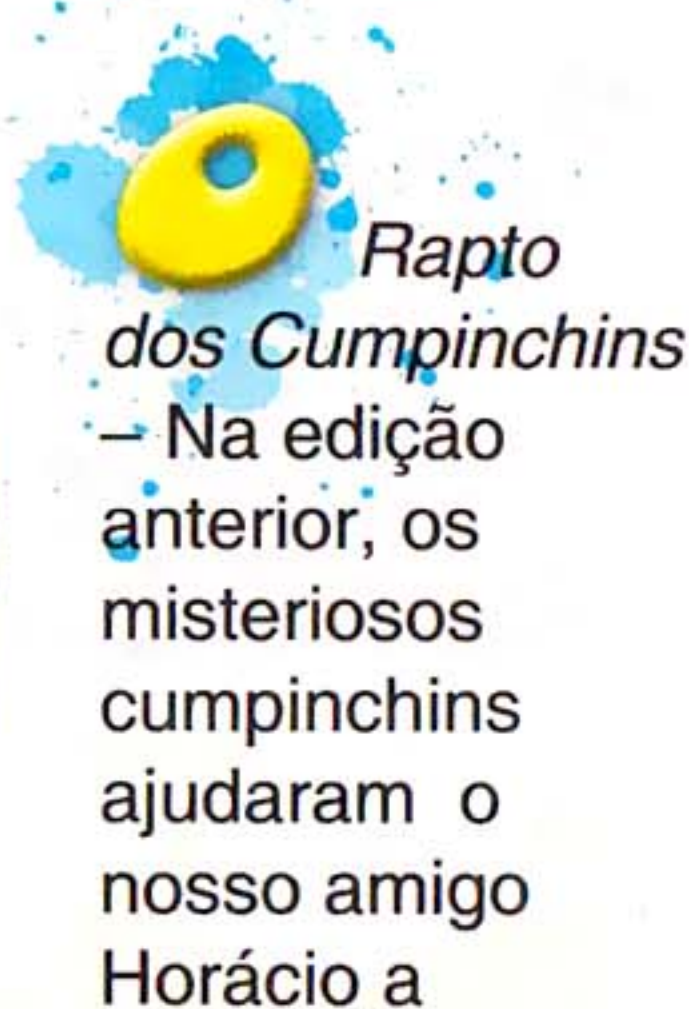 O Rapto
dos Cumpinchins
– Na edição
anterior, os
misteriosos
cumpinchins
ajudaram o
nosso amigo
Horácio a